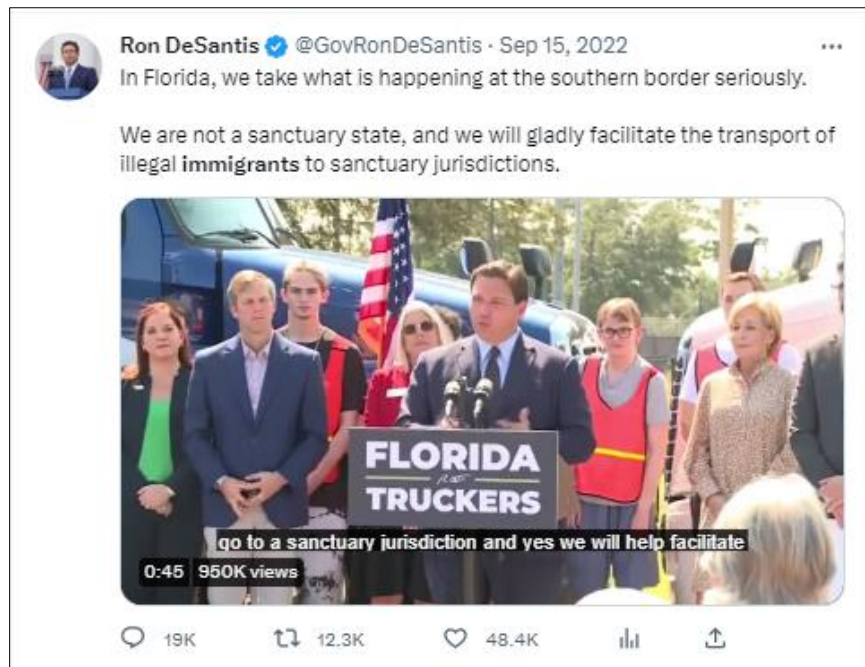 Ron DeSantis @GovRonDeSantis · Sep 15, 2022
In Florida, we take what is happening at the southern border seriously.
We are not a sanctuary state, and we will gladly facilitate the transport of
illegal immigrants to sanctuary jurisdictions.
FLORIDA
TRUCKERS
go to a sanctuary jurisdiction and yes we will help facilitate
0:45 950K views
19K 12.3K 48.4K